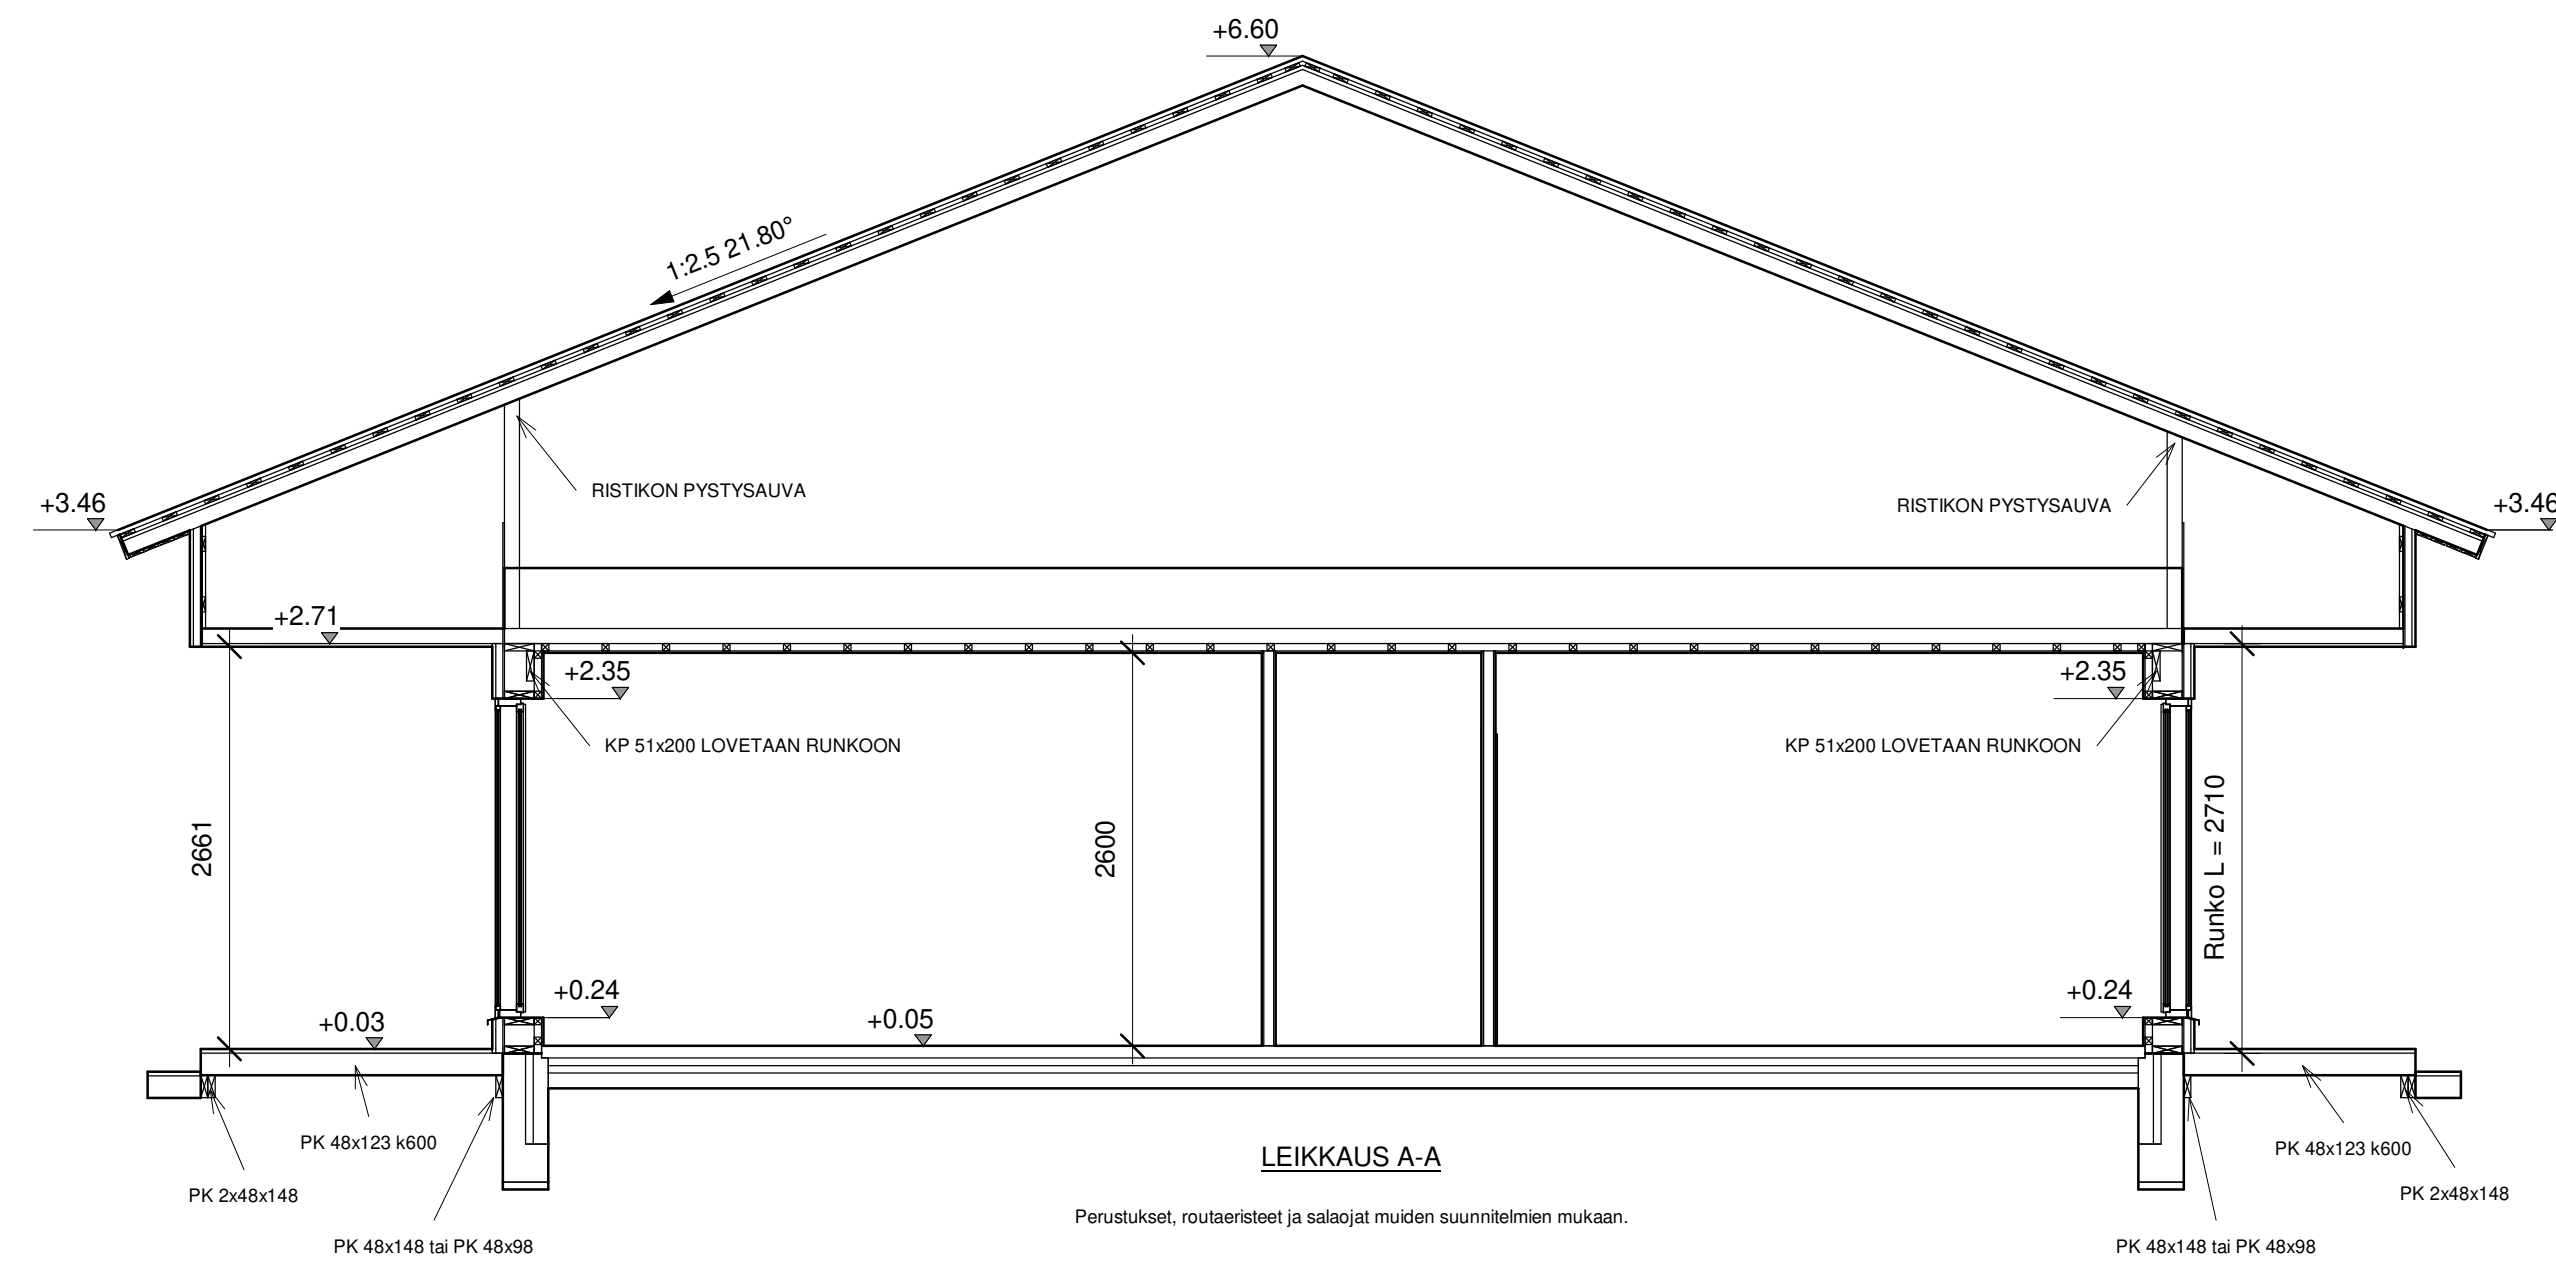 +6.60
1:2.5 21.80°
RISTIKON PYSTYSAUVA
RISTIKON PYSTYSAUVA
+3.46
+3.46
+2.71
+2.35
+2.35
KP 51x200 LOVETAAN RUNKOON
KP 51x200 LOVETAAN RUNKOON
2661
2600
Runko L = 2710
+0.24
+0.24
+0.03
+0.05
PK 48x123 k600
PK 48x123 k600
LEIKKAUS A-A
PK 2x48x148
PK 2x48x148
Perustukset, routaeristeet ja salaojat muiden suunnitelmien mukaan.
PK 48x148 tai PK 48x98
PK 48x148 tai PK 48x98